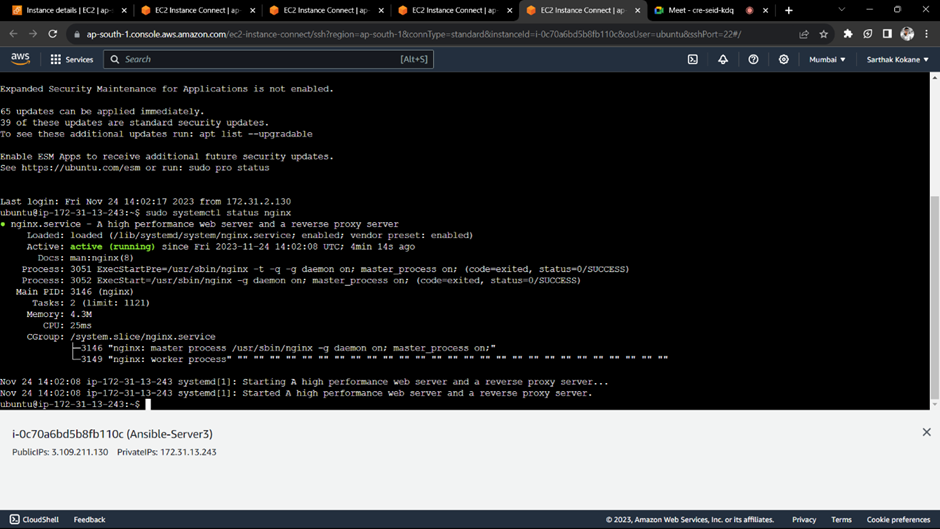 Instance details | EC2 | ap-
EC2 Instance Connect | ap-
EC2 Instance Connect | ap-
EC2 Instance Connect | ap-
EC2 Instance Connect | ap-
Meet - cre-seid-kdq
ap-south-1.console.aws.amazon.com/ec2-instance-connect/ssh?region=ap-south-1&connType=standard&instanceId=i-0c70a6bd5b8fb110c&osUser=ubuntu&sshPort=22#/
aws Services Search [Alt+S] Mumbai Sarthak Kokane
Expanded Security Maintenance for Applications is not enabled.
65 updates can be applied immediately.
39 of these updates are standard security updates.
To see these additional updates run: apt list --upgradable
Enable ESM Apps to receive additional future security updates.
See https://ubuntu.com/esm or run: sudo pro status
Last login: Fri Nov 24 14:02:17 2023 from 172.31.2.130
ubuntu@ip-172-31-13-243:~$ sudo systemctl status nginx
● nginx.service - A high performance web server and a reverse proxy server
Loaded: loaded (/lib/systemd/system/nginx.service; enabled; vendor preset: enabled)
Active: active (running) since Fri 2023-11-24 14:02:08 UTC; 4min 14s ago
Docs: man:nginx(8)
Process: 3051 ExecStartPre=/usr/sbin/nginx -t -q -g daemon on; master_process on; (code=exited, status=0/SUCCESS)
Process: 3052 ExecStart=/usr/sbin/nginx -g daemon on; master_process on; (code=exited, status=0/SUCCESS)
Main PID: 3146 (nginx)
Tasks: 2 (limit: 1121)
Memory: 4.3M
CPU: 25ms
CGroup: /system.slice/nginx.service
├─3146 "nginx: master process /usr/sbin/nginx -g daemon on; master_process on;"
└─3149 "nginx: worker process" "" "" "" "" "" "" "" "" "" "" "" "" "" "" "" "" "" "" "" "" "" "" "" "" "" "" ""
Nov 24 14:02:08 ip-172-31-13-243 systemd[1]: Starting A high performance web server and a reverse proxy server...
Nov 24 14:02:08 ip-172-31-13-243 systemd[1]: Started A high performance web server and a reverse proxy server.
ubuntu@ip-172-31-13-243:~$
i-0c70a6bd5b8fb110c (Ansible-Server3)
PublicIPs: 3.109.211.130 PrivateIPs: 172.31.13.243
CloudShell Feedback © 2023, Amazon Web Services, Inc. or its affiliates. Privacy Terms Cookie preferences